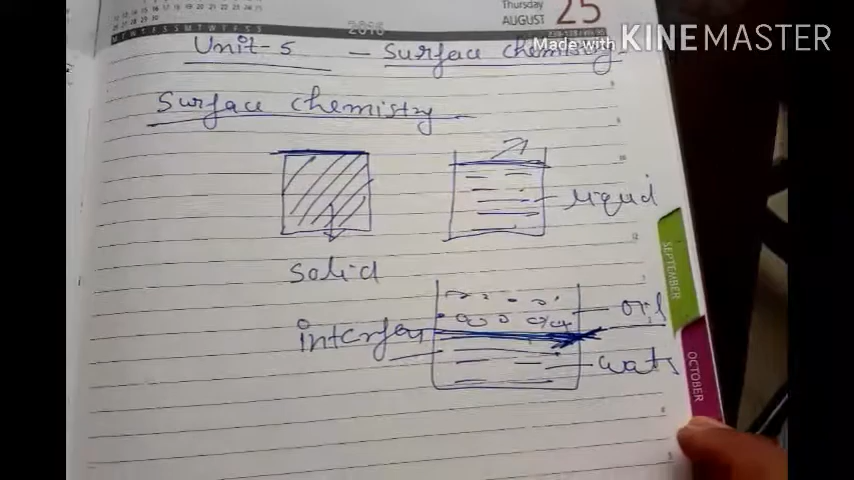 Thursday
AUGUST 25
2016
Made with KINEMASTER
Unit-5 - Surface chemistry
Surface chemistry
Solid
liquid
oil
interface
water
SEPTEMBER
OCTOBER